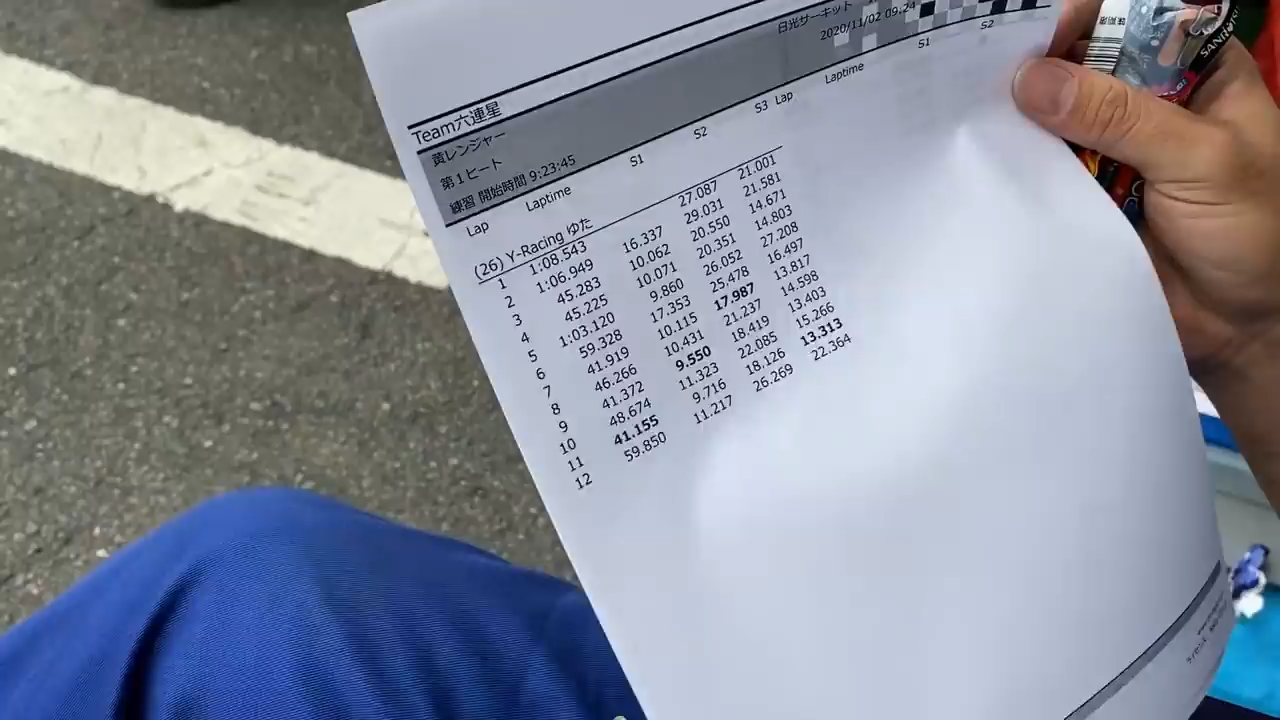 日光サーキット
2020/11/02 09:24
Team六連星
黄レンジャー
第1ヒート
練習 開始時間 9:23:45
Lap Laptime S1 S2 S3 Lap Laptime S1 S2
(26) Y-Racing ゆた
1 1:08.543 27.087 21.001
2 1:06.949 16.337 29.031 21.581
3 45.283 10.062 20.550 14.671
4 45.225 10.071 20.351 14.803
5 1:03.120 9.860 26.052 27.208
6 59.328 17.353 25.478 16.497
7 41.919 10.115 17.987 13.817
8 46.266 10.431 21.237 14.598
9 41.372 9.550 18.419 13.403
10 48.674 11.323 22.085 15.266
11 41.155 9.716 18.126 13.313
12 59.850 11.217 26.269 22.364